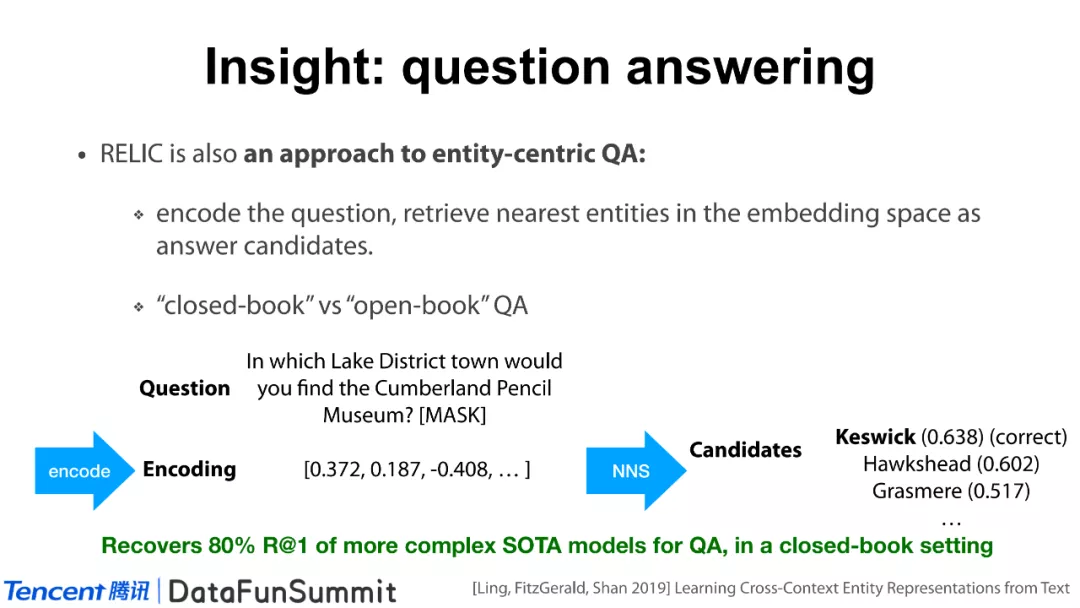 Insight: question answering
• RELIC is also an approach to entity-centric QA:
❖ encode the question, retrieve nearest entities in the embedding space as
answer candidates.
❖ “closed-book” vs “open-book” QA
In which Lake District town would
Question you find the Cumberland Pencil
Museum? [MASK]
encode Encoding [0.372, 0.187, -0.408, … ]
NNS Candidates
Keswick (0.638) (correct)
Hawkshead (0.602)
Grasmere (0.517)
…
Recovers 80% R@1 of more complex SOTA models for QA, in a closed-book setting
Tencent 腾讯 | DataFunSummit
[Ling, FitzGerald, Shan 2019] Learning Cross-Context Entity Representations from Text